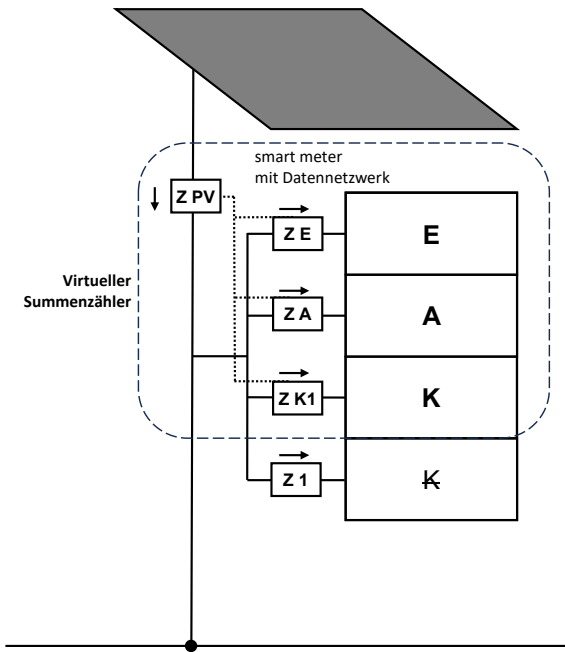 smart meter
mit Datennetzwerk
Z PV
Z E
E
Virtueller
Summenzähler
Z A
A
Z K1
K
Z 1
K